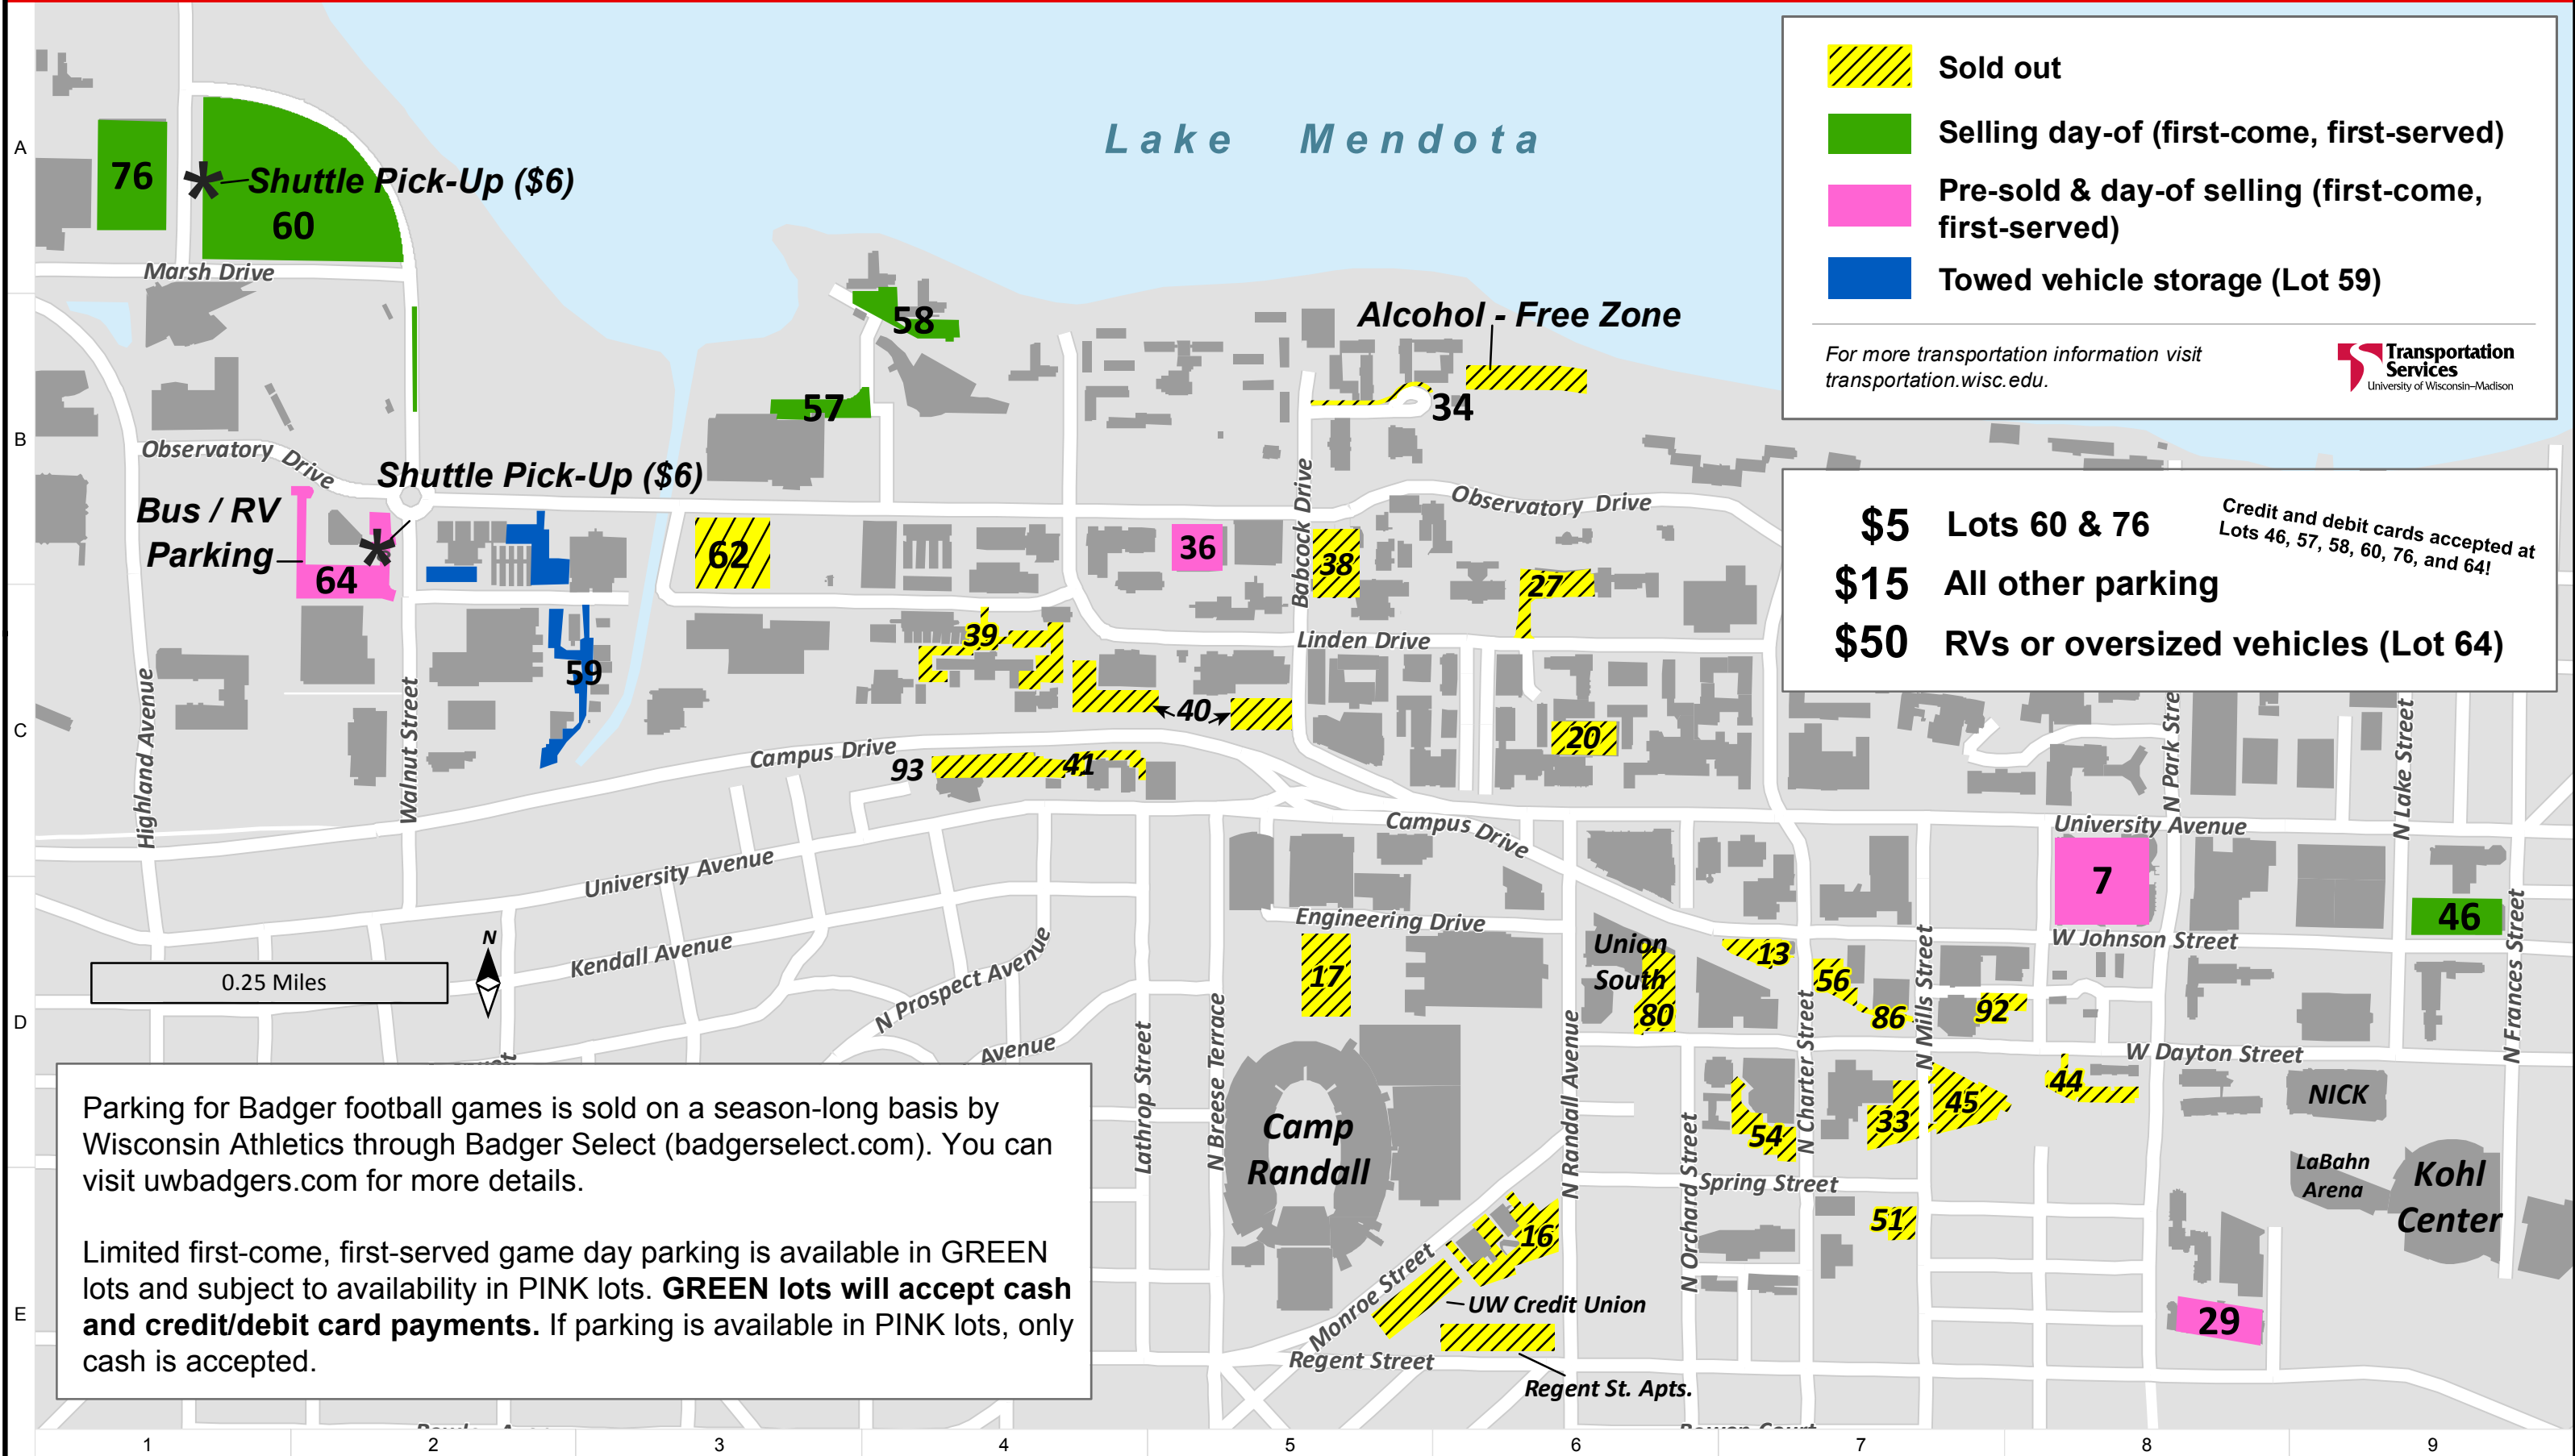 Sold out
Selling day-of (first-come, first-served)
Pre-sold & day-of selling (first-come,
first-served)
Towed vehicle storage (Lot 59)
For more transportation information visit
transportation.wisc.edu.
Transportation
Services
University of Wisconsin–Madison
$5 Lots 60 & 76
Credit and debit cards accepted at
Lots 46, 57, 58, 60, 76, and 64!
$15 All other parking
$50 RVs or oversized vehicles (Lot 64)
A
B
C
D
E
Lake Mendota
76
Shuttle Pick-Up ($6)
60
Marsh Drive
58
Alcohol - Free Zone
57
34
Observatory Drive
Shuttle Pick-Up ($6)
Bus / RV
Parking
64
Babcock Drive
Observatory Drive
62
36
38
27
39
Linden Drive
59
40
20
Highland Avenue
Walnut Street
Campus Drive
93
41
N Park Stre
N Lake Street
Campus Drive
University Avenue
University Avenue
7
46
Engineering Drive
Kendall Avenue
N Prospect Avenue
W Johnson Street
N Frances Street
Union
South
13
17
56
80
86
92
N
0.25 Miles
N Mills Street
Avenue
Lathrop Street
N Breese Terrace
N Randall Avenue
N Charter Street
W Dayton Street
44
NICK
Camp
Randall
33
45
54
N Orchard Street
Spring Street
LaBahn
Arena
Kohl
Center
51
16
Monroe Street
UW Credit Union
29
Regent Street
Regent St. Apts.
Parking for Badger football games is sold on a season-long basis by
Wisconsin Athletics through Badger Select (badgerselect.com). You can
visit uwbadgers.com for more details.
Limited first-come, first-served game day parking is available in GREEN
lots and subject to availability in PINK lots. GREEN lots will accept cash
and credit/debit card payments. If parking is available in PINK lots, only
cash is accepted.
1 2 3 4 5 6 7 8 9